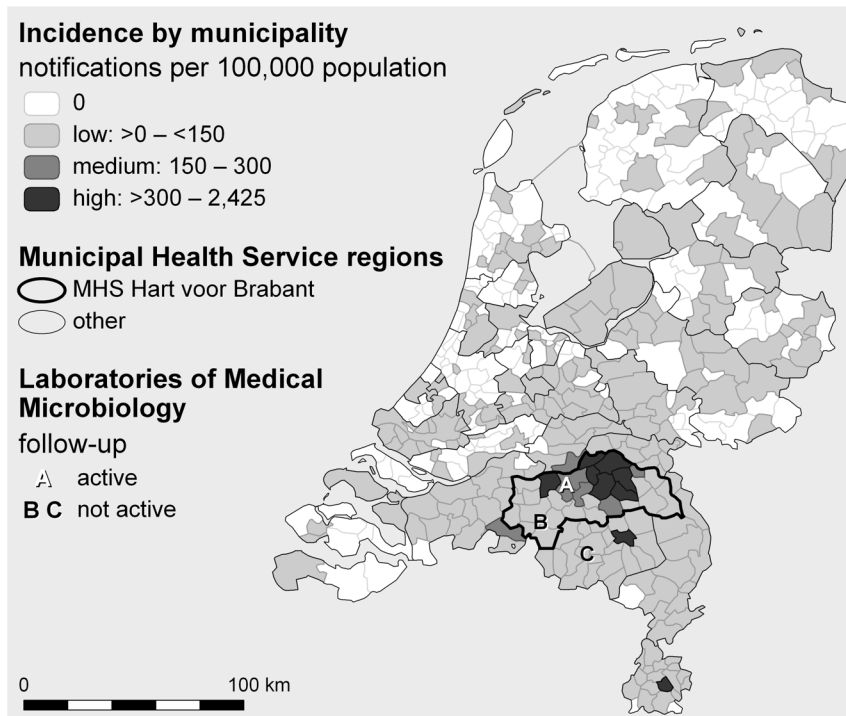 Incidence by municipality
notifications per 100,000 population
0
low: >0 – <150
medium: 150 – 300
high: >300 – 2,425
Municipal Health Service regions
MHS Hart voor Brabant
other
Laboratories of Medical
Microbiology
follow-up
A active
B C not active
A
B
C
0 100 km